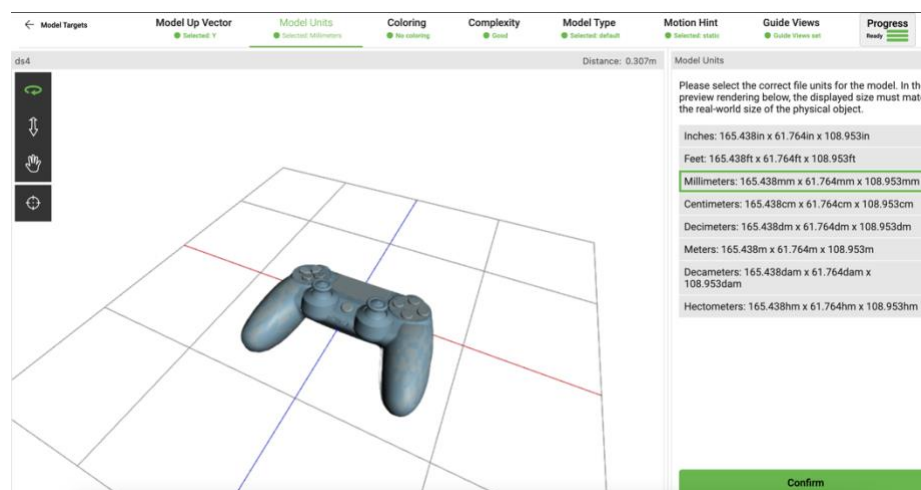 ← Model Targets
Model Up Vector
Selected: Y
Model Units
Selected: Millimeters
Coloring
No coloring
Complexity
Good
Model Type
Selected: default
Motion Hint
Selected: static
Guide Views
Guide Views set
Progress
Ready
ds4
Distance: 0.307m
Model Units
Please select the correct file units for the model. In the
preview rendering below, the displayed size must mat
the real-world size of the physical object.
Inches: 165.438in x 61.764in x 108.953in
Feet: 165.438ft x 61.764ft x 108.953ft
Millimeters: 165.438mm x 61.764mm x 108.953mm
Centimeters: 165.438cm x 61.764cm x 108.953cm
Decimeters: 165.438dm x 61.764dm x 108.953dm
Meters: 165.438m x 61.764m x 108.953m
Decameters: 165.438dam x 61.764dam x
108.953dam
Hectometers: 165.438hm x 61.764hm x 108.953hm
Confirm